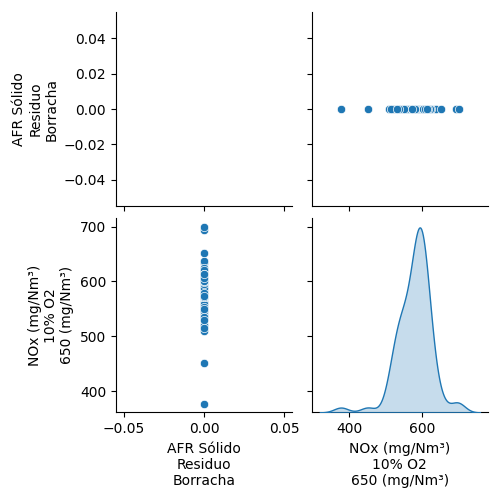 0.04
0.02
0.00
−0.02
−0.04
AFR Sólido
Residuo
Borracha
700
600
500
400
NOx (mg/Nm³)
10% O2
650 (mg/Nm³)
−0.05
0.00
0.05
AFR Sólido
Residuo
Borracha
400
600
NOx (mg/Nm³)
10% O2
650 (mg/Nm³)